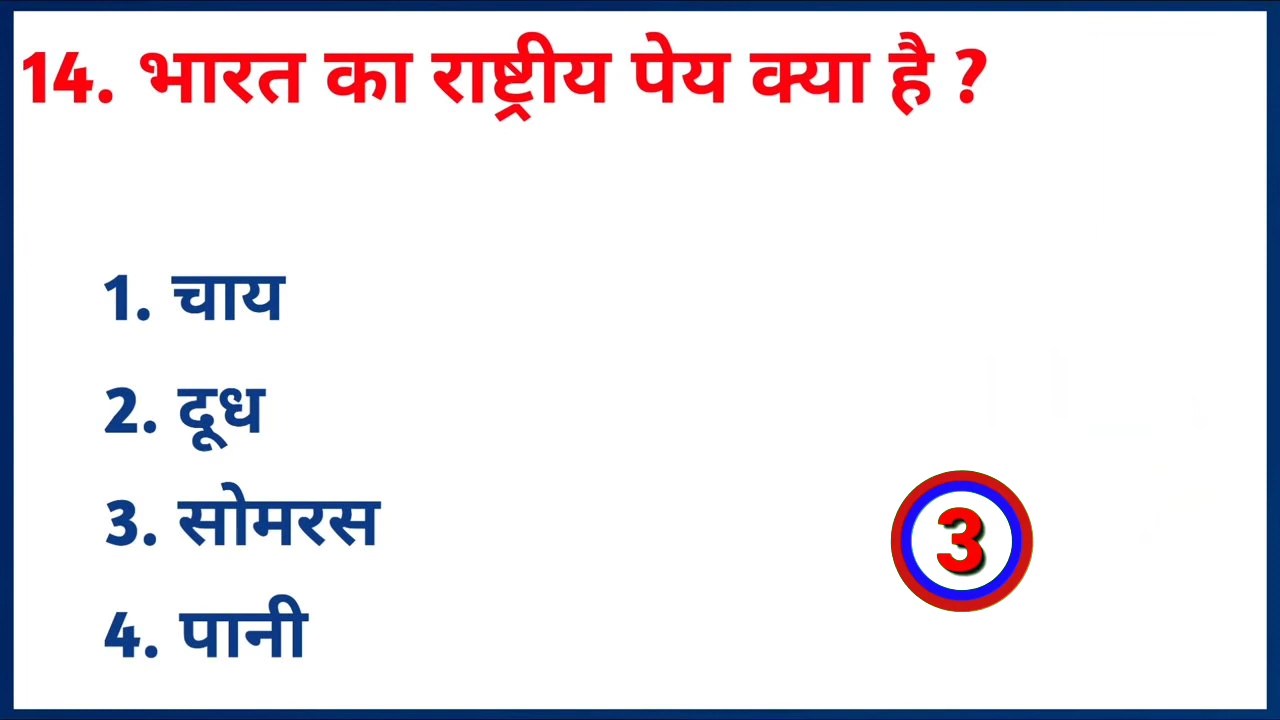 14. भारत का राष्ट्रीय पेय क्या है ?
1. चाय
2. दूध
3. सोमरस
3
4. पानी